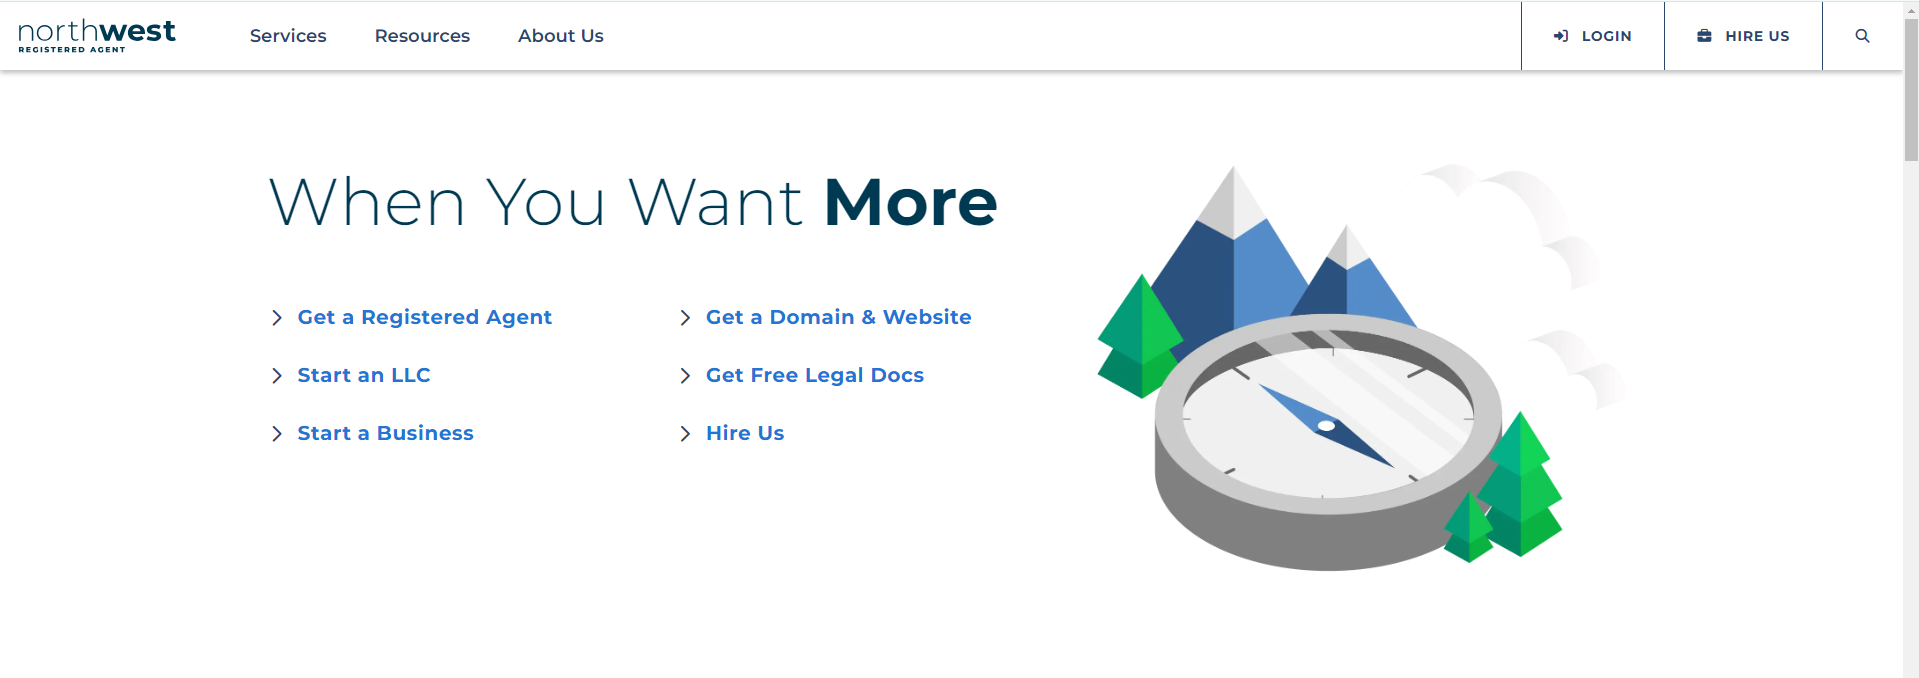 northwest
REGISTERED AGENT
Services Resources About Us LOGIN HIRE US
When You Want More
Get a Registered Agent
Start an LLC
Start a Business
Get a Domain & Website
Get Free Legal Docs
Hire Us